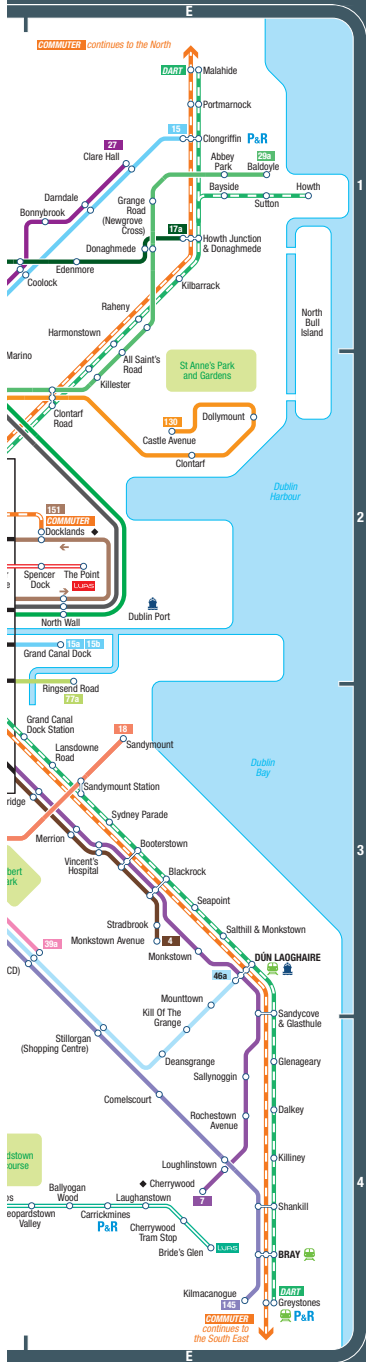 E
COMMUTER continues to the North
DART
Malahide
Portmarnock
15
Clongriffin P&R
27
Clare Hall
Abbey
Park
29a
Baldoyle
1
Bayside
Howth
Sutton
Darndale
Bonnybrook
Grange
Road
(Newgrove
Cross)
17a
Howth Junction
& Donaghmede
Donaghmede
Edenmore
Coolock
Kilbarrack
Raheny
North
Bull
Island
Harmonstown
Marino
All Saint's
Road
St Anne's Park
and Gardens
Killester
Clontarf
Road
130
Dollymount
Castle Avenue
Clontarf
Dublin
Harbour
2
151
COMMUTER
Docklands
Spencer
Dock
The Point
LUAS
North Wall
Dublin Port
15a
15b
Grand Canal Dock
Ringsend Road
77a
Grand Canal
Dock Station
18
Sandymount
Lansdowne
Road
Dublin
Bay
Sandymount Station
ridge
Sydney Parade
Merrion
Booterstown
3
Vincent's
Hospital
bert
ark
Blackrock
Seapoint
Stradbrook
Monkstown Avenue
4
Salthill & Monkstown
39a
Monkstown
DÚN LAOGHAIRE
CD)
46a
Mounttown
Kill Of The
Grange
Sandycove
& Glasthule
Stillorgan
(Shopping Centre)
Deansgrange
Glenageary
Sallynoggin
Comelscourt
Rochestown
Avenue
Dalkey
Killiney
Loughlinstown
rdstown
course
Cherrywood
7
4
Ballyogan
Wood
os
eopardstown
Valley
Carrickmines
P&R
Laughanstown
Shankill
Cherrywood
Tram Stop
Bride's Glen
LUAS
BRAY
Kilmacanogue
145
DART
Greystones
P&R
COMMUTER
continues to
the South East
E